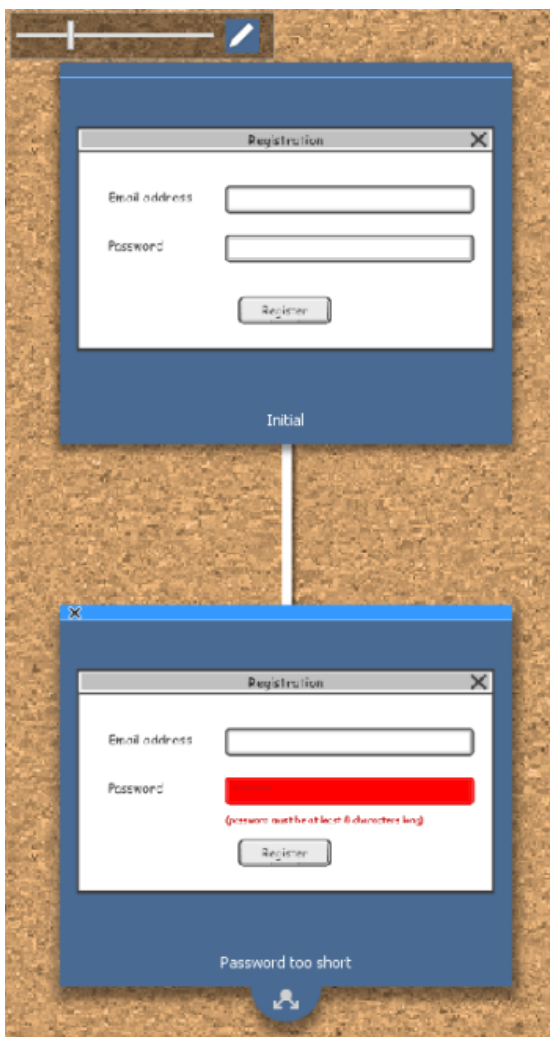 Registration
Email address
Password
Register
Initial
Registration
Email address
Password
(password must be at least 8 characters long)
Register
Password too short